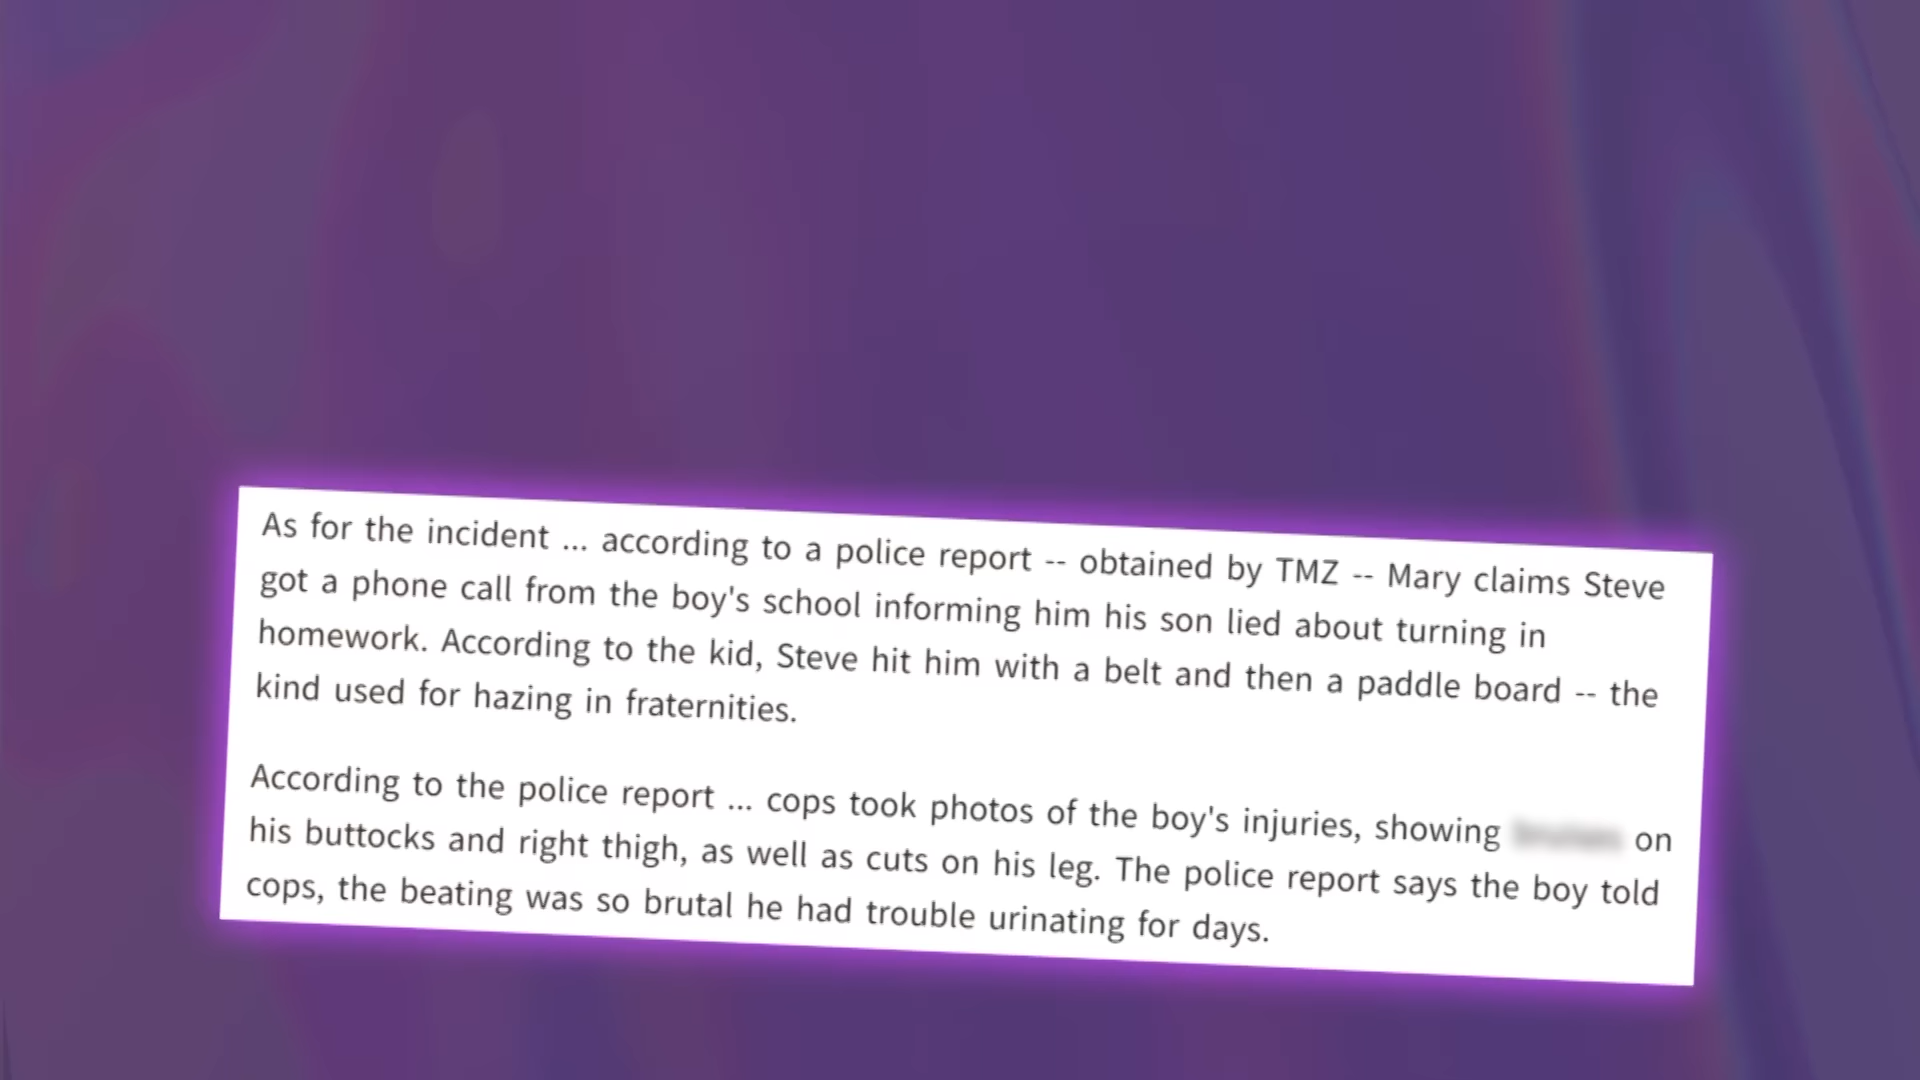 As for the incident ... according to a police report -- obtained by TMZ -- Mary claims Steve
got a phone call from the boy's school informing him his son lied about turning in
homework. According to the kid, Steve hit him with a belt and then a paddle board -- the
kind used for hazing in fraternities.
According to the police report ... cops took photos of the boy's injuries, showing on
his buttocks and right thigh, as well as cuts on his leg. The police report says the boy told
cops, the beating was so brutal he had trouble urinating for days.